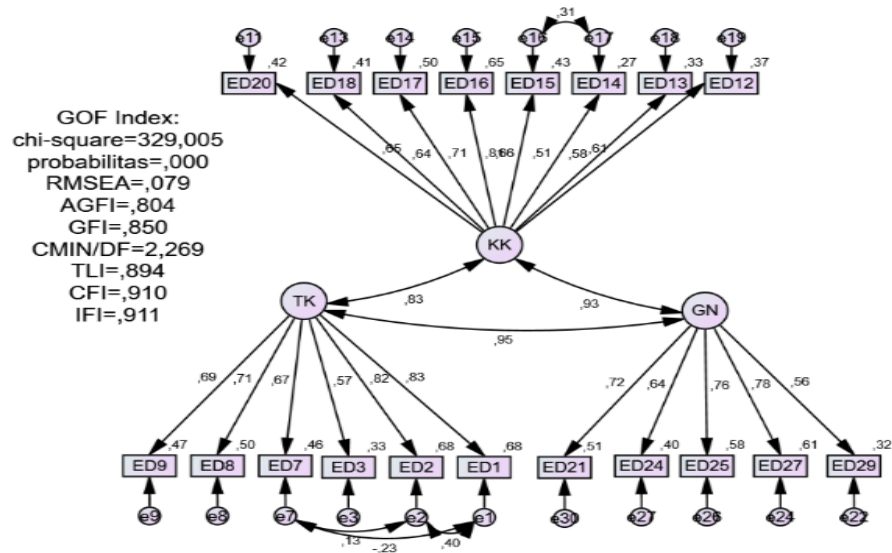 ,31
e11 e13 e14 e15 e16 e17 e18 e19
,42 ,41 ,50 ,65 ,43 ,27 ,33 ,37
ED20 ED18 ED17 ED16 ED15 ED14 ED13 ED12
GOF Index:
chi-square=329,005
probabilitas=,000
RMSEA=,079
AGFI=,804
GFI=,850
CMIN/DF=2,269
TLI=,894
CFI=,910
IFI=,911
,65 ,64 ,71 ,81 ,66 ,51 ,58 ,61
KK
,83 ,93
TK GN
,95
,69 ,71 ,67 ,57 ,82 ,83 ,72 ,64 ,76 ,78 ,56
,47 ,50 ,46 ,33 ,68 ,68 ,51 ,40 ,58 ,61 ,32
ED9 ED8 ED7 ED3 ED2 ED1 ED21 ED24 ED25 ED27 ED29
e9 e8 e7 e3 e2 e1 e30 e27 e26 e24 e22
,13 -,23 ,40